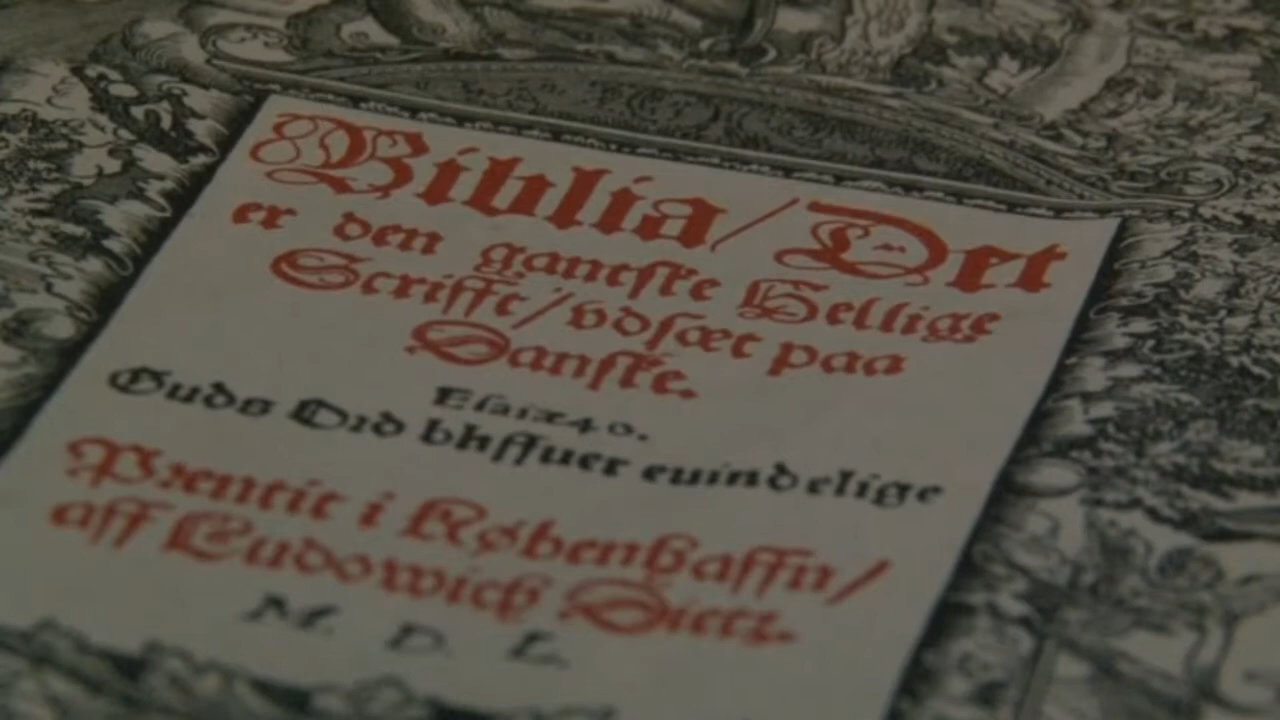 Biblia/Det
er den gantske Hellige
Scrifft/vdsæt paa
Danske.
Esaiæ 40.
Guds Ord bliffuer euindelige
Prentit i Københaffn/
aff Ludowich Dietz.
M. D. L.